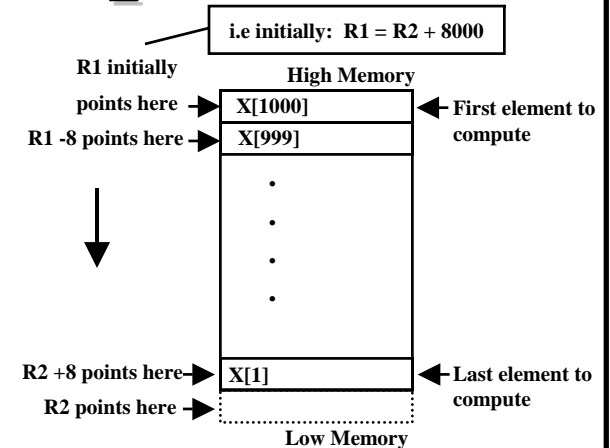 i.e initially: R1 = R2 + 8000
R1 initially
points here
High Memory
X[1000]
First element to
compute
R1 -8 points here
X[999]
R2 +8 points here
X[1]
Last element to
compute
R2 points here
Low Memory